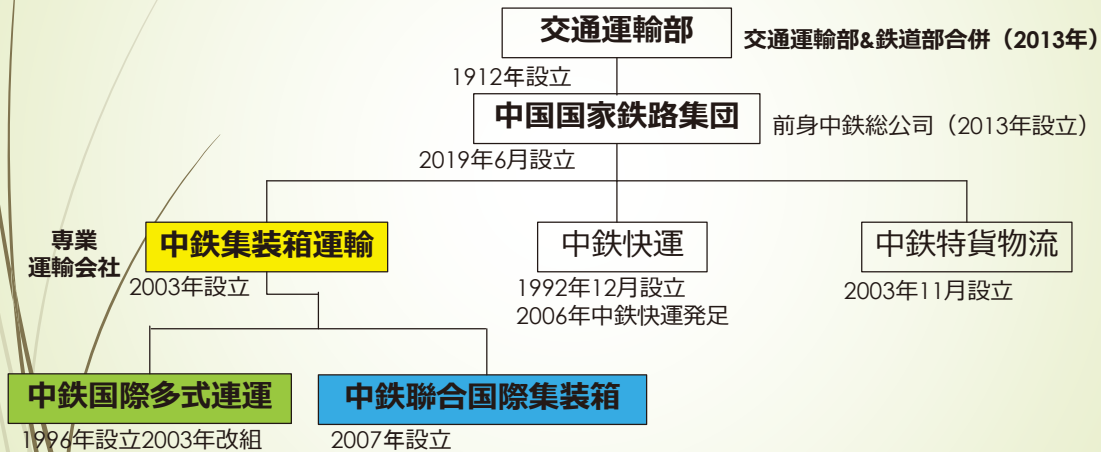 交通運輸部
交通運輸部&鉄道部合併（2013年）
1912年設立
中国国家鉄路集団
前身中鉄総公司（2013年設立）
2019年6月設立
専業
運輸会社
中鉄集装箱運輸
2003年設立
中鉄快運
1992年12月設立
2006年中鉄快運発足
中鉄特貨物流
2003年11月設立
中鉄国際多式連運
1996年設立2003年改組
中鉄聯合国際集装箱
2007年設立